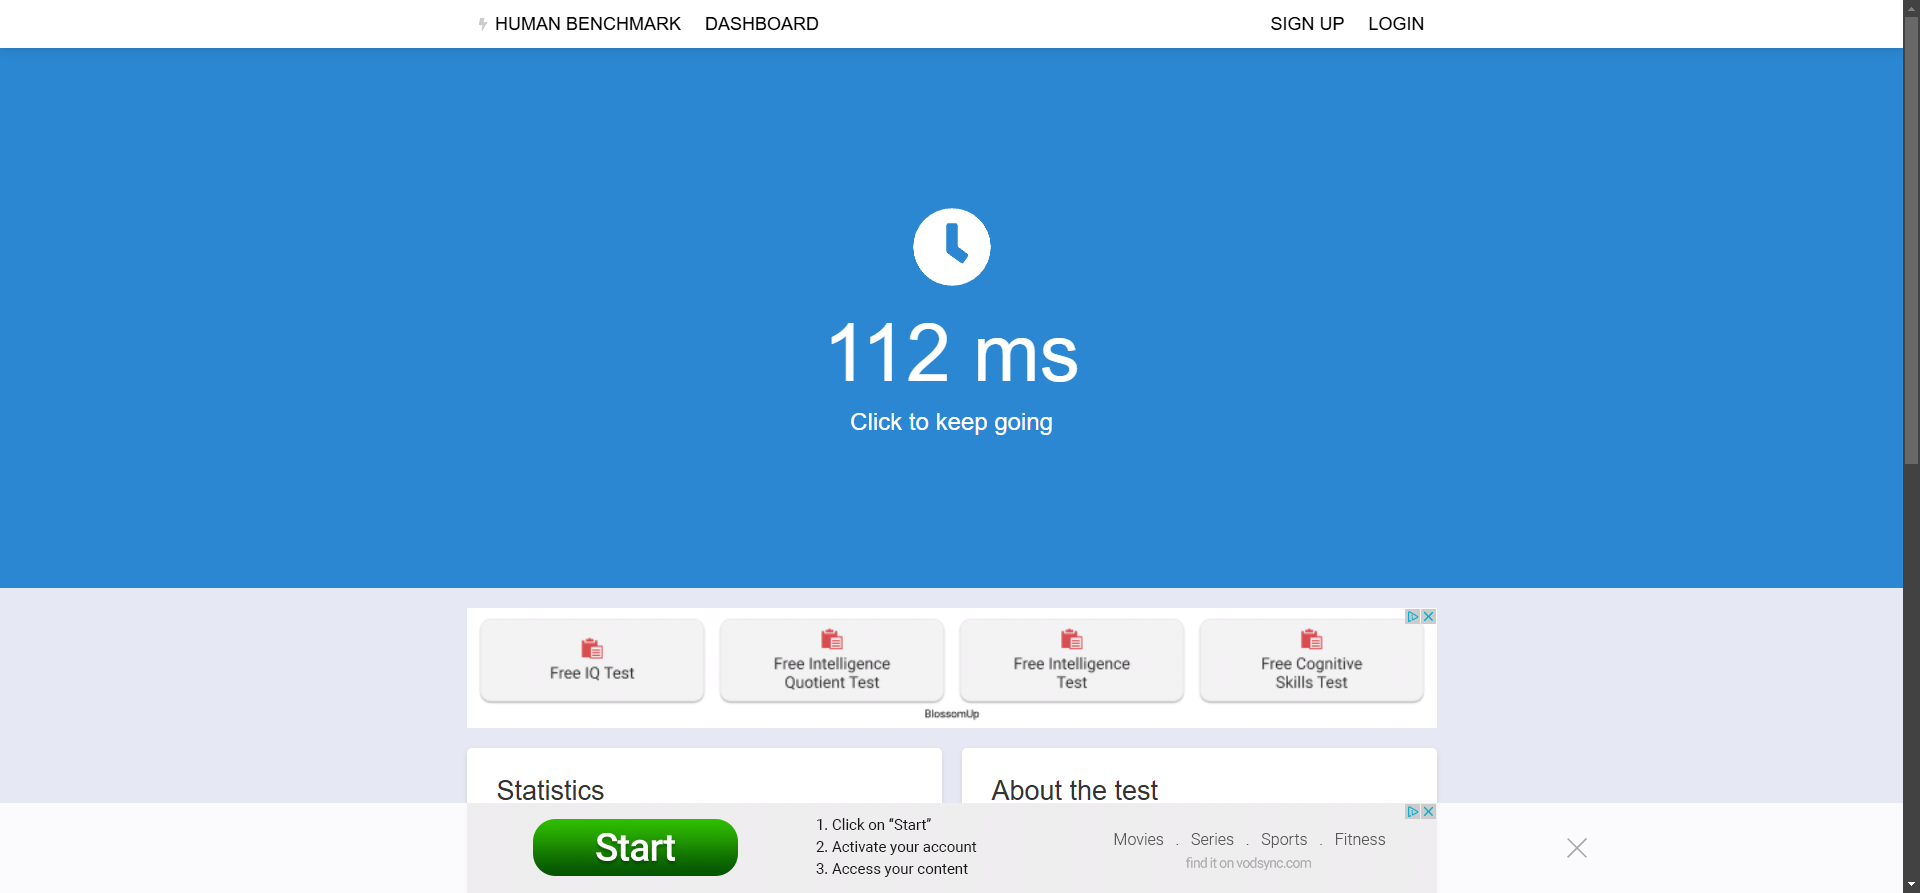 HUMAN BENCHMARK DASHBOARD SIGN UP LOGIN
112 ms
Click to keep going
Free IQ Test
Free Intelligence
Quotient Test
Free Intelligence
Test
Free Cognitive
Skills Test
BlossomUp
Statistics
About the test
Start
1. Click on “Start”
2. Activate your account
3. Access your content
Movies . Series . Sports . Fitness
find it on vodsync.com